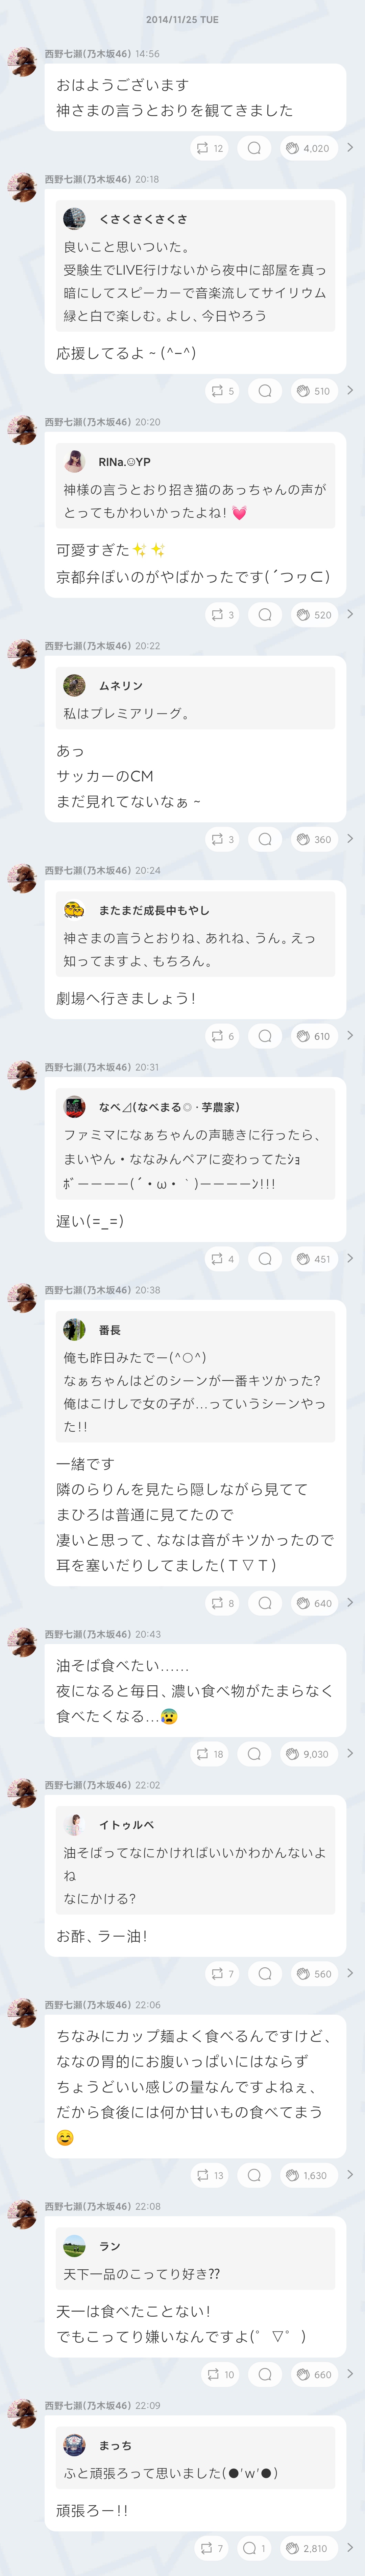 2014/11/25 TUE
西野七瀬(乃木坂46) 14:56
おはようございます
神さまの言うとおりを観てきました
12 4,020
西野七瀬(乃木坂46) 20:18
くさくさくさくさ
良いこと思いついた。
受験生でLIVE行けないから夜中に部屋を真っ
暗にしてスピーカーで音楽流してサイリウム
緑と白で楽しむ。よし、今日やろう
応援してるよ~(^-^)
5 510
西野七瀬(乃木坂46) 20:20
RINa.☺YP
神様の言うとおり招き猫のあっちゃんの声が
とってもかわいかったよね!💓
可愛すぎた✨✨
京都弁ぽいのがやばかったです(´つヮ⊂)
3 520
西野七瀬(乃木坂46) 20:22
ムネリン
私はプレミアリーグ。
あっ
サッカーのCM
まだ見れてないなぁ~
3 360
西野七瀬(乃木坂46) 20:24
またまだ成長中もやし
神さまの言うとおりね、あれね、うん。えっ
知ってますよ、もちろん。
劇場へ行きましょう!
6 610
西野七瀬(乃木坂46) 20:31
なべ⊿(なべまる◎·芋農家)
ファミマになぁちゃんの声聴きに行ったら、
まいやん・ななみんペアに変わってたｼｮ
ﾎﾞーーーー(´・ω・｀)ーーーーﾝ!!!
遅い(=_=)
4 451
西野七瀬(乃木坂46) 20:38
番長
俺も昨日みたでー(^○^)
なぁちゃんはどのシーンが一番キツかった?
俺はこけしで女の子が…っていうシーンやっ
た!!
一緒です
隣のらりんを見たら隠しながら見てて
まひろは普通に見てたので
凄いと思って、ななは音がキツかったので
耳を塞いだりしてました(T▽T)
8 640
西野七瀬(乃木坂46) 20:43
油そば食べたい……
夜になると毎日、濃い食べ物がたまらなく
食べたくなる…😰
18 9,030
西野七瀬(乃木坂46) 22:02
イトゥルベ
油そばってなにかければいいかわかんないよ
ね
なにかける?
お酢、ラー油!
7 560
西野七瀬(乃木坂46) 22:06
ちなみにカップ麺よく食べるんですけど、
ななの胃的にお腹いっぱいにはならず
ちょうどいい感じの量なんですよねぇ、
だから食後には何か甘いもの食べてまう
😊
13 1,630
西野七瀬(乃木坂46) 22:08
ラン
天下一品のこってり好き??
天一は食べたことない!
でもこってり嫌いなんですよ(゜▽゜)
10 660
西野七瀬(乃木坂46) 22:09
まっち
ふと頑張ろって思いました(●'w'●)
頑張ろー!!
7 1 2,810